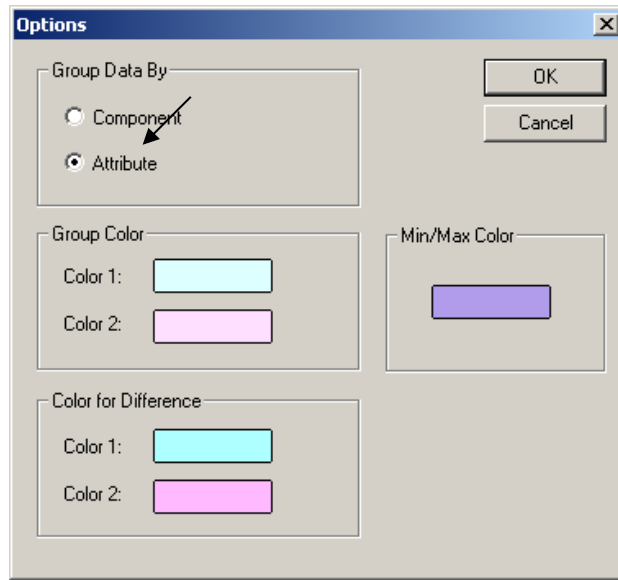 Options
Group Data By
Component
Attribute
OK
Cancel
Group Color
Color 1:
Color 2:
Min/Max Color
Color for Difference
Color 1:
Color 2: